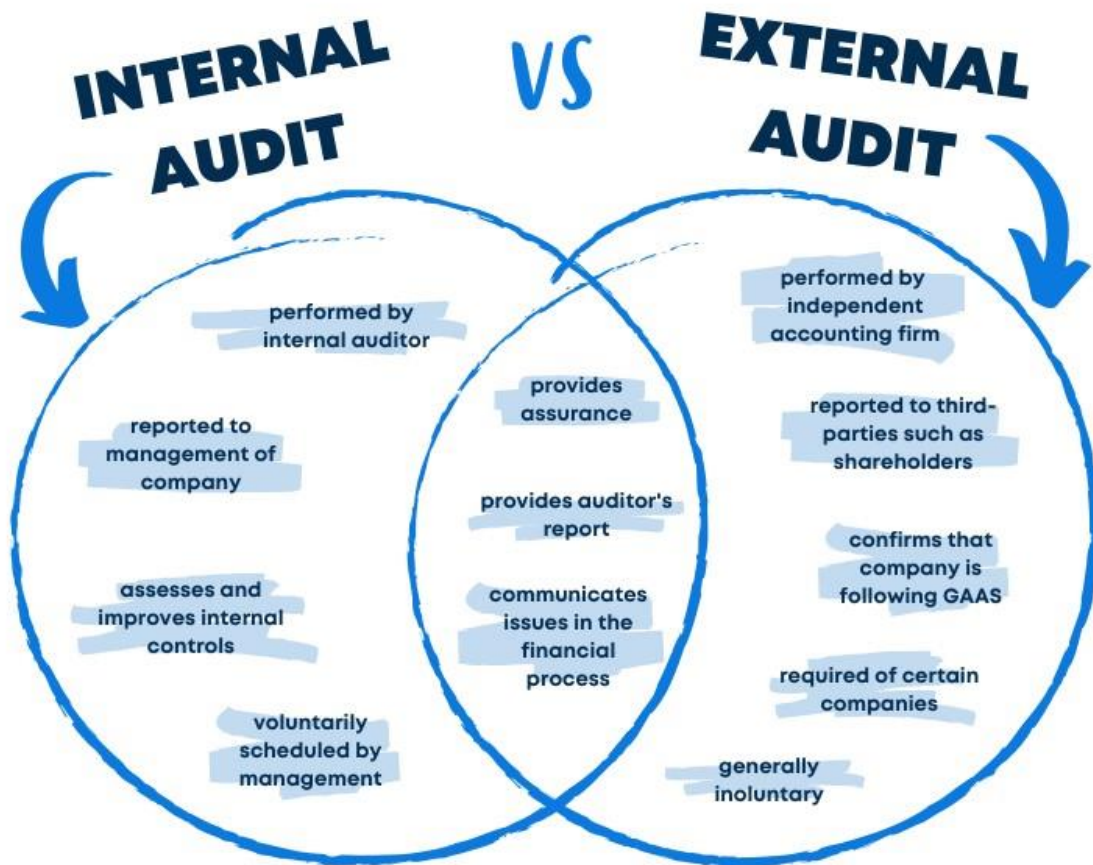 INTERNAL
AUDIT
VS
EXTERNAL
AUDIT
performed by
internal auditor
reported to
management of
company
assesses and
improves internal
controls
voluntarily
scheduled by
management
provides
assurance
provides auditor's
report
communicates
issues in the
financial
process
performed by
independent
accounting firm
reported to third-
parties such as
shareholders
confirms that
company is
following GAAS
required of certain
companies
generally
inoluntary